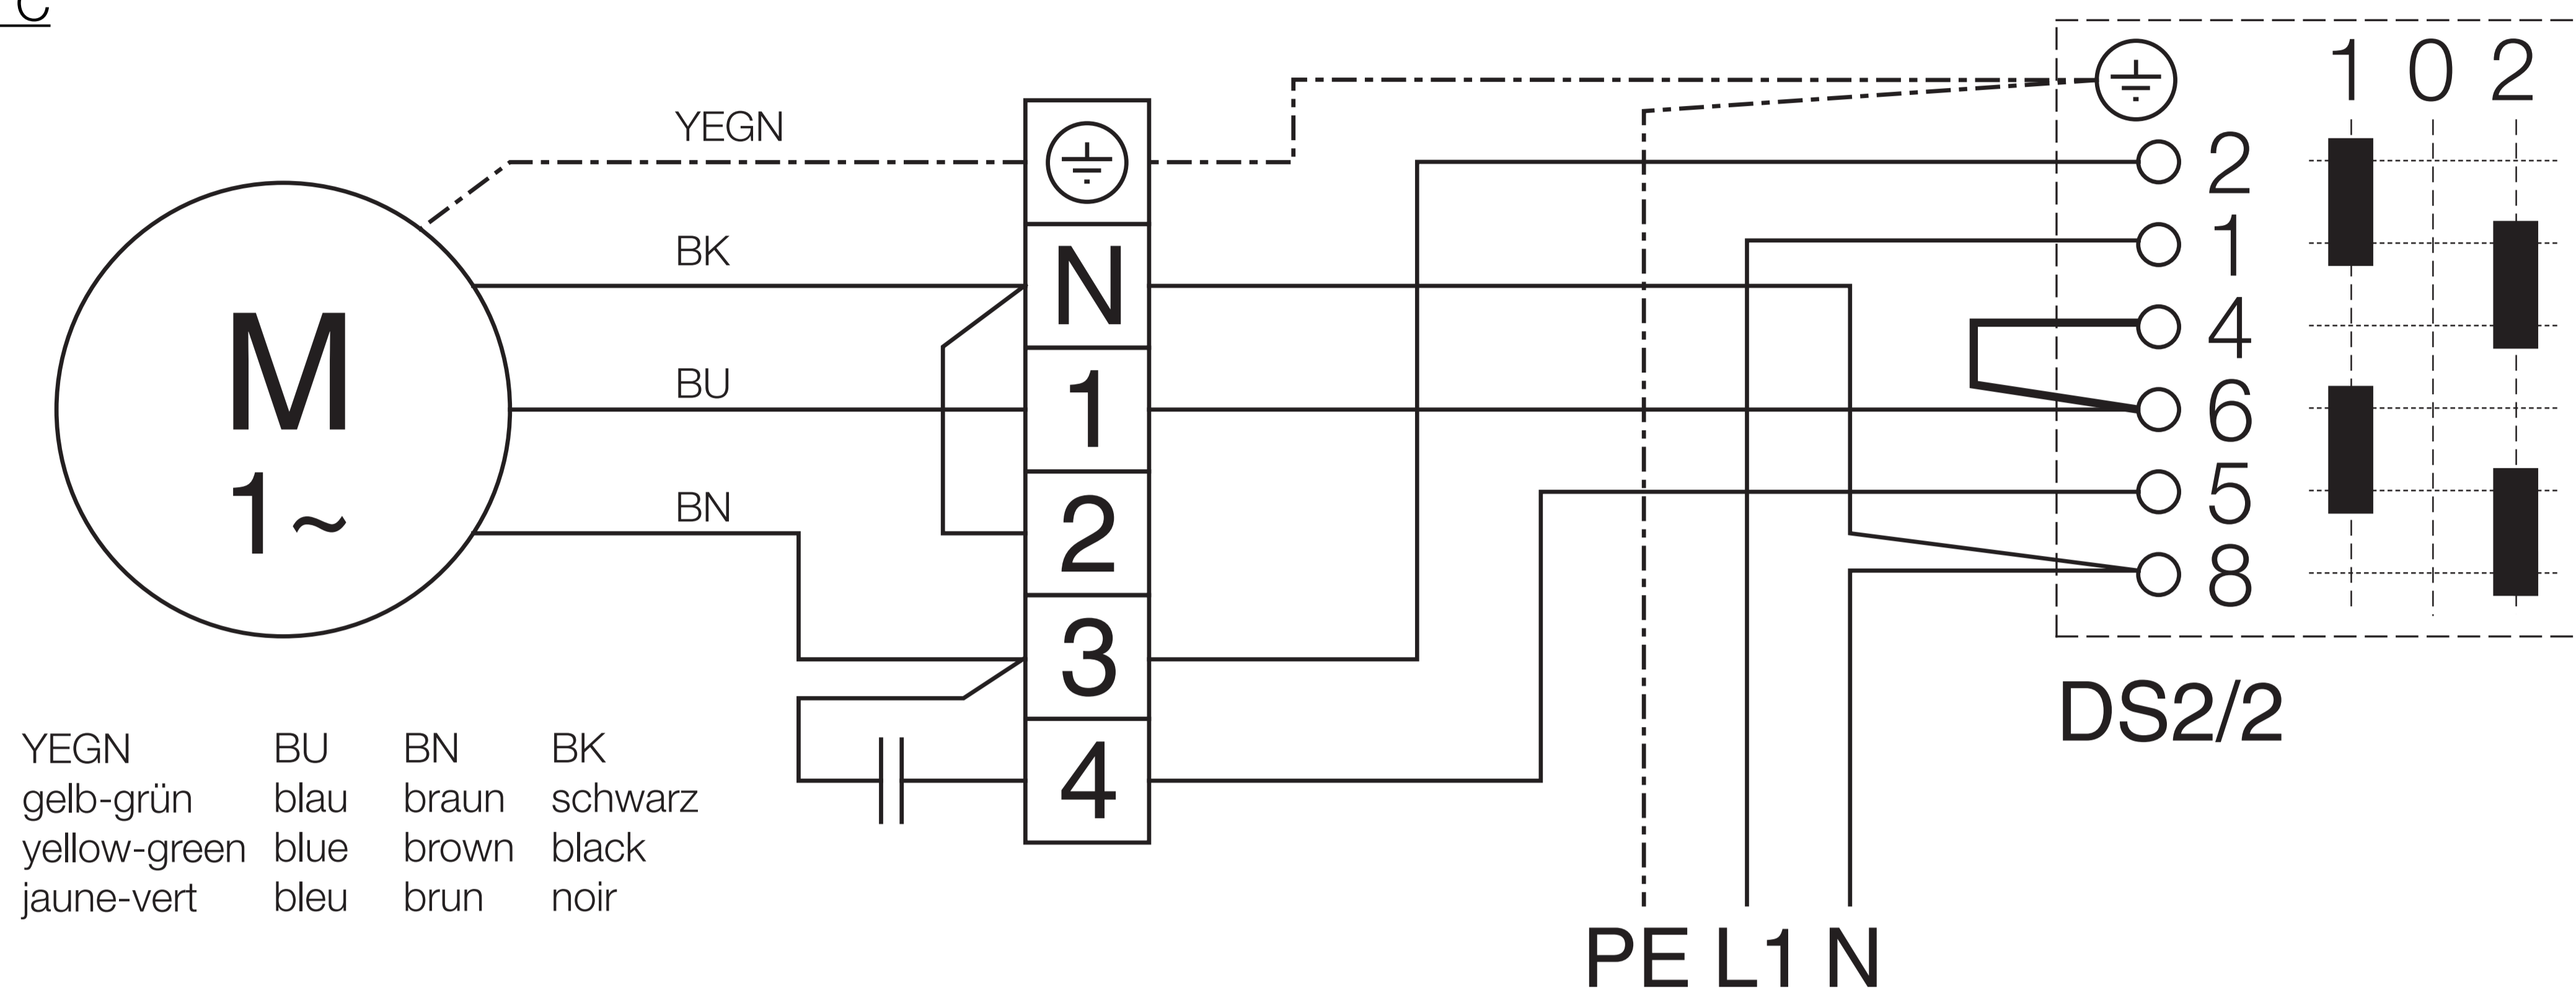 C
YEGN
BK
BU
BN
M
1~
N
1
2
3
4
1 0 2
2
1
4
6
5
8
DS2/2
YEGN BU BN BK
gelb-grün blau braun schwarz
yellow-green blue brown black
jaune-vert bleu brun noir
PE L1 N